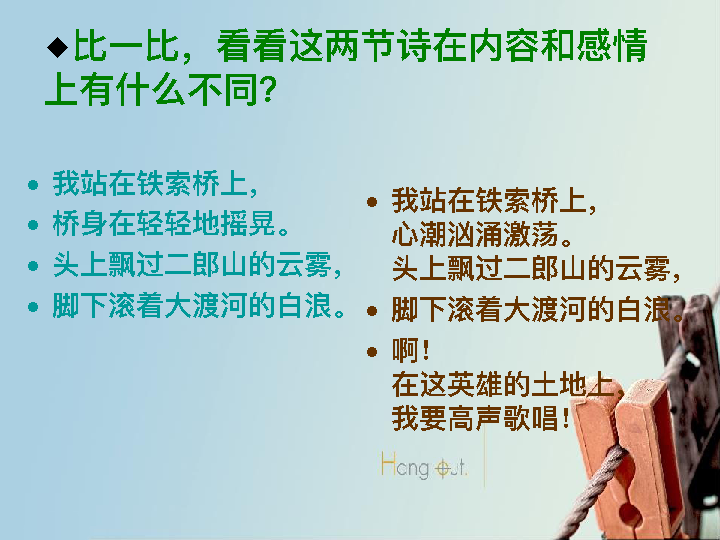 ◆比一比，看看这两节诗在内容和感情
上有什么不同？
• 我站在铁索桥上，
• 桥身在轻轻地摇晃。
• 头上飘过二郎山的云雾，
• 脚下滚着大渡河的白浪。
• 我站在铁索桥上，
心潮汹涌激荡。
头上飘过二郎山的云雾，
• 脚下滚着大渡河的白浪。
• 啊！
在这英雄的土地上，
我要高声歌唱！
Hang out.